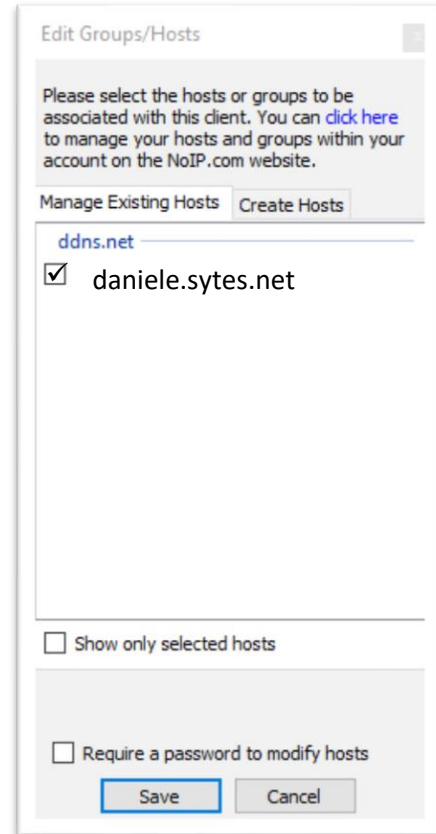 Edit Groups/Hosts
Please select the hosts or groups to be
associated with this client. You can click here
to manage your hosts and groups within your
account on the NoIP.com website.
Manage Existing Hosts Create Hosts
ddns.net
daniele.sytes.net
Show only selected hosts
Require a password to modify hosts
Save Cancel